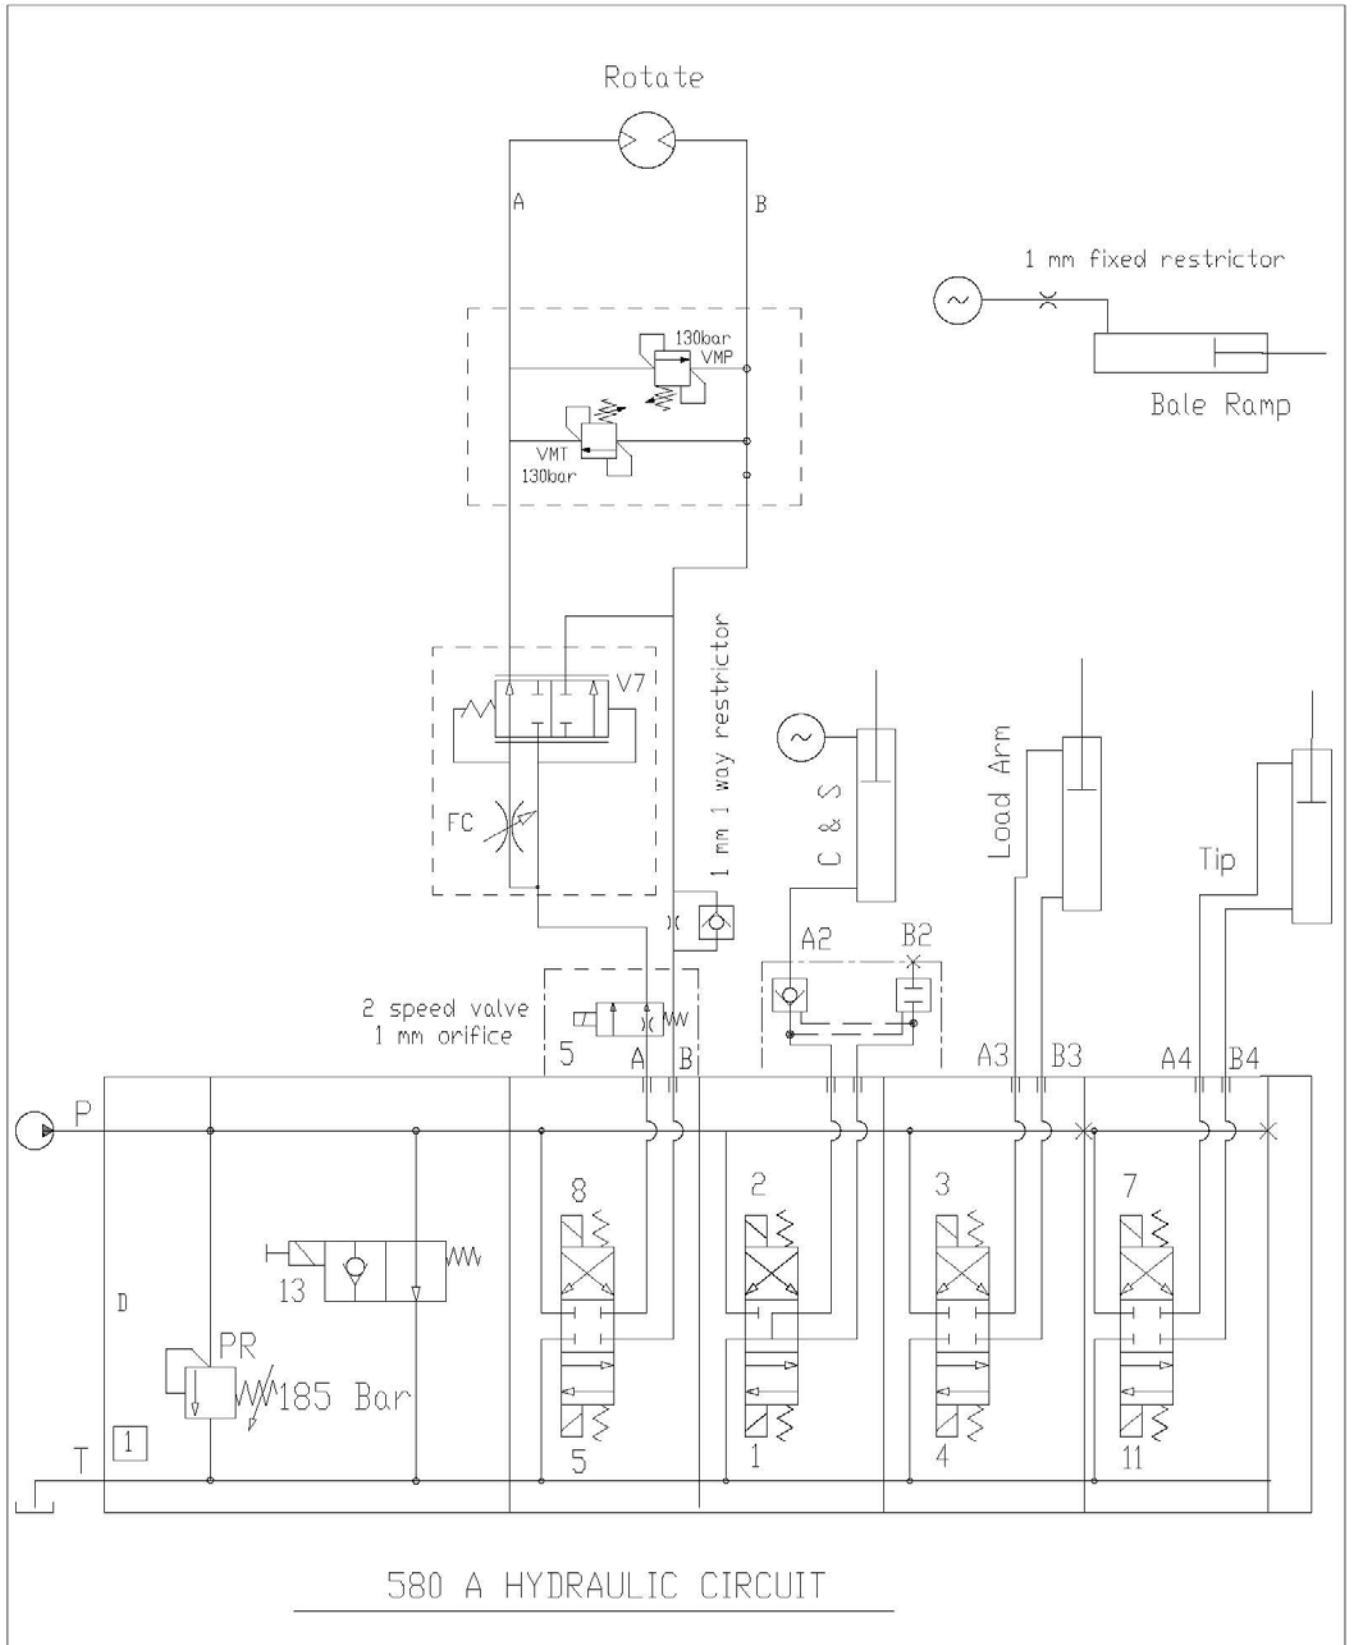 Rotate
A
B
1 mm fixed restrictor
Bale Ramp
130bar
VMP
VMT
130bar
V7
FC
1 mm 1 way restrictor
C & S
Load Arm
Tip
A2
B2
2 speed valve
1 mm orifice
5
A
B
A3
B3
A4
B4
P
8
2
3
7
13
D
PR
185 Bar
1
T
5
1
4
11
580 A HYDRAULIC CIRCUIT